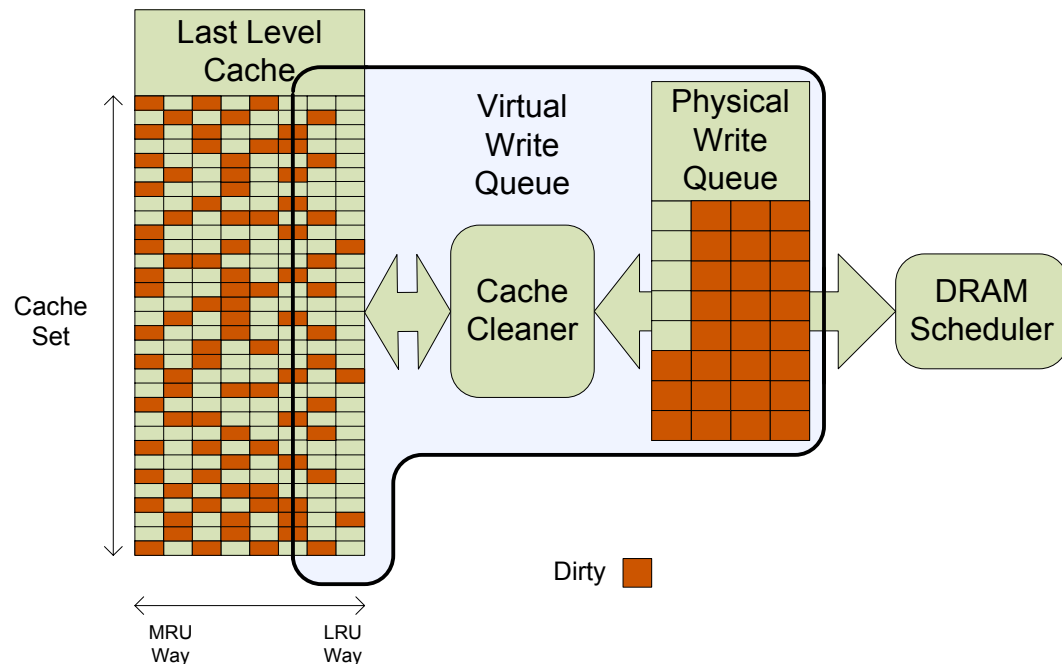 Last Level
Cache
Virtual
Write
Queue
Physical
Write
Queue
Cache
Set
Cache
Cleaner
DRAM
Scheduler
Dirty
MRU
Way
LRU
Way